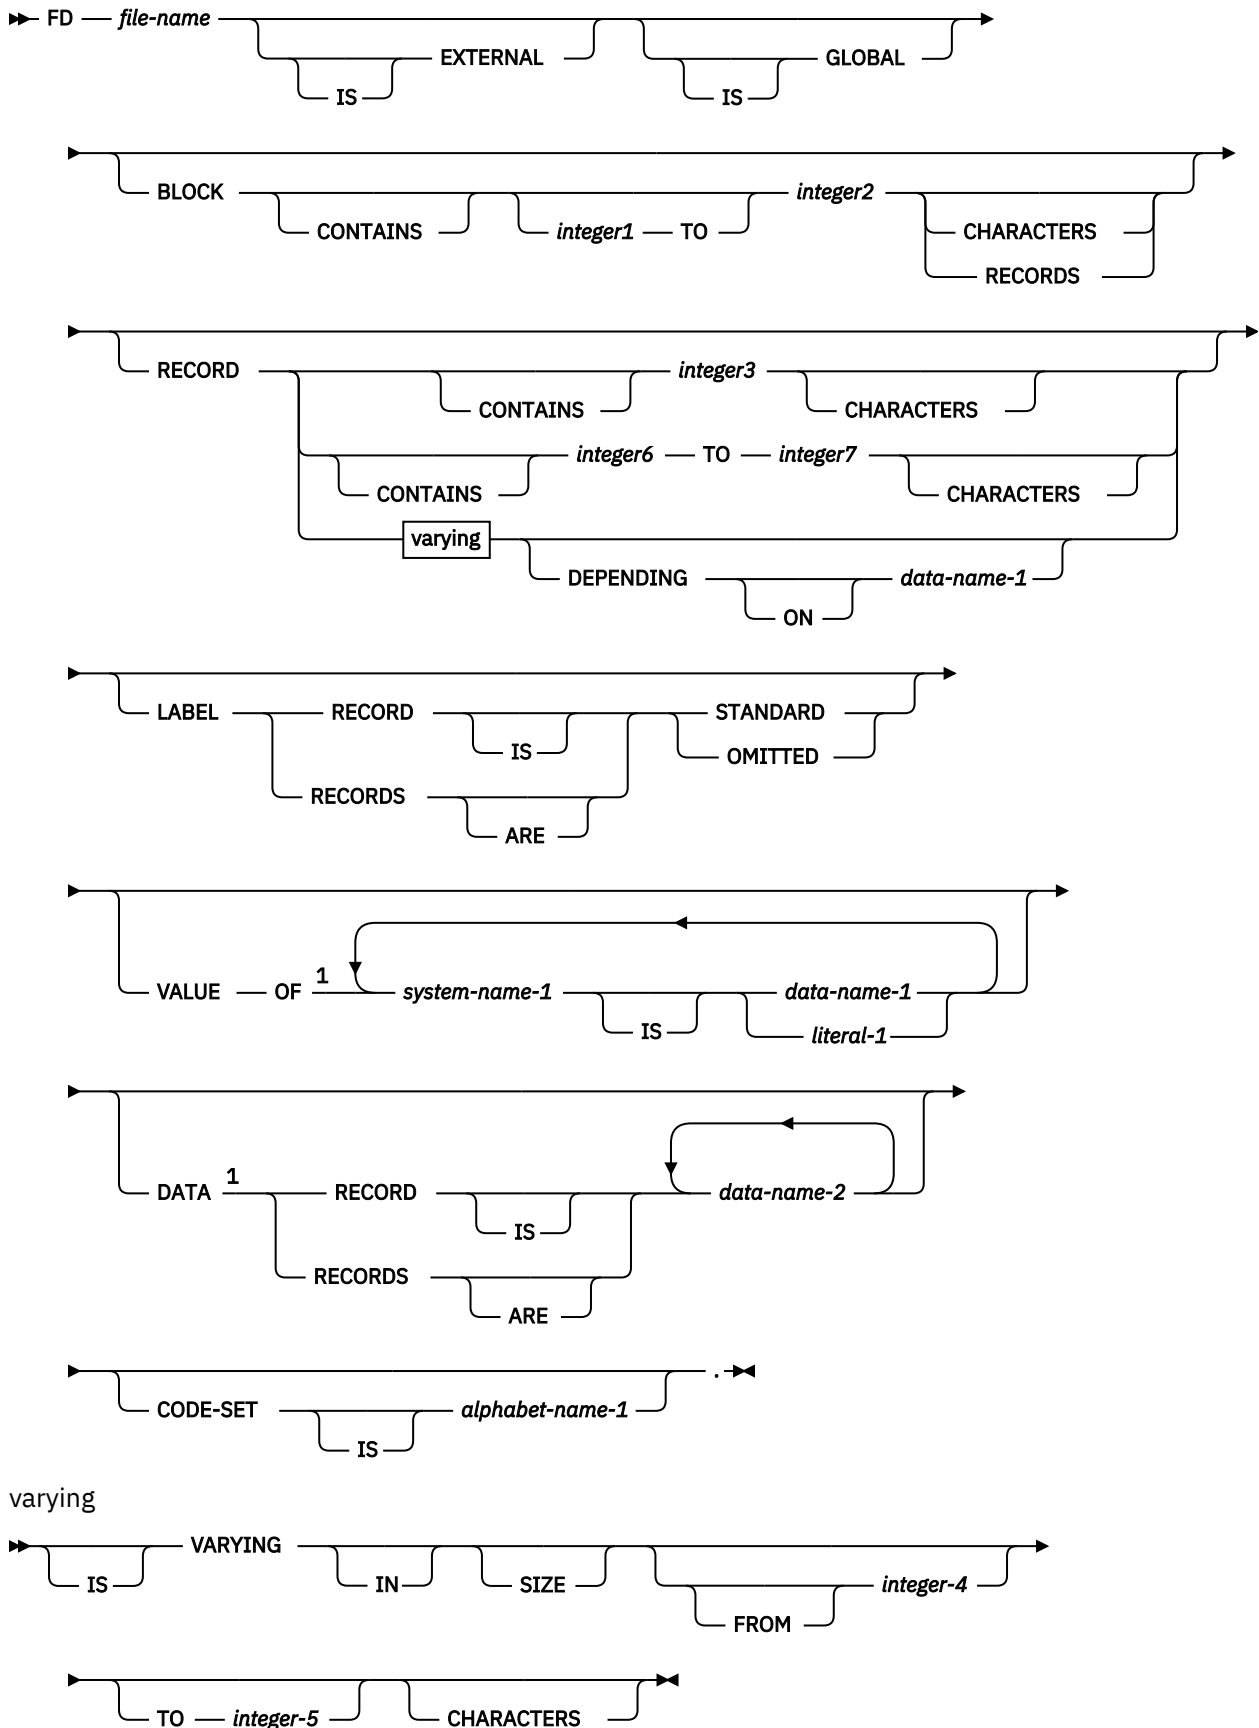 FD file-name
EXTERNAL GLOBAL
IS IS
BLOCK integer2
CONTAINS integer1 TO CHARACTERS
RECORDS
RECORD integer3
CONTAINS CHARACTERS
integer6 TO integer7
CONTAINS CHARACTERS
varying
DEPENDING data-name-1
ON
LABEL RECORD STANDARD
IS OMITTED
RECORDS
ARE
VALUE OF 1 system-name-1 data-name-1
IS literal-1
DATA 1 RECORD data-name-2
IS
RECORDS
ARE
.
CODE-SET alphabet-name-1
IS
varying
VARYING
IS IN SIZE integer-4
FROM
TO integer-5 CHARACTERS